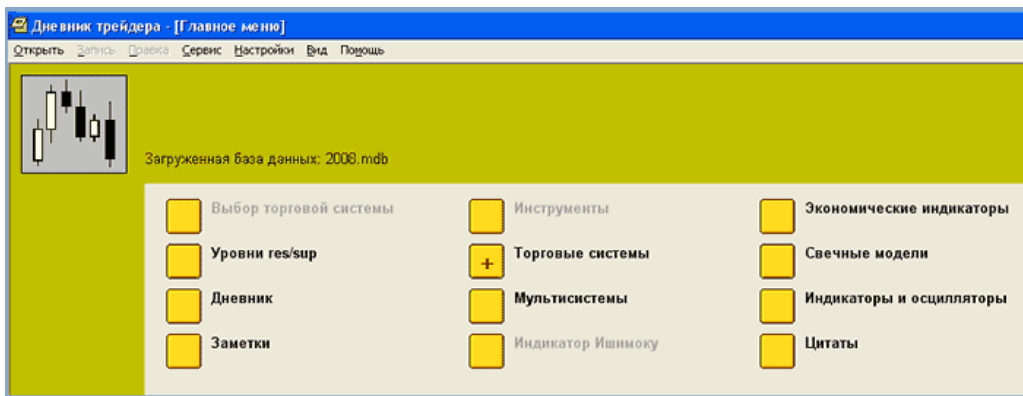 Дневник трейдера - [Главное меню]
Открыть Запись Правка Сервис Настройки Вид Помощь
Загруженная база данных: 2008.mdb
Выбор торговой системы Инструменты Экономические индикаторы
Уровни res/sup + Торговые системы Свечные модели
Дневник Мультисистемы Индикаторы и осцилляторы
Заметки Индикатор Ишимоку Цитаты